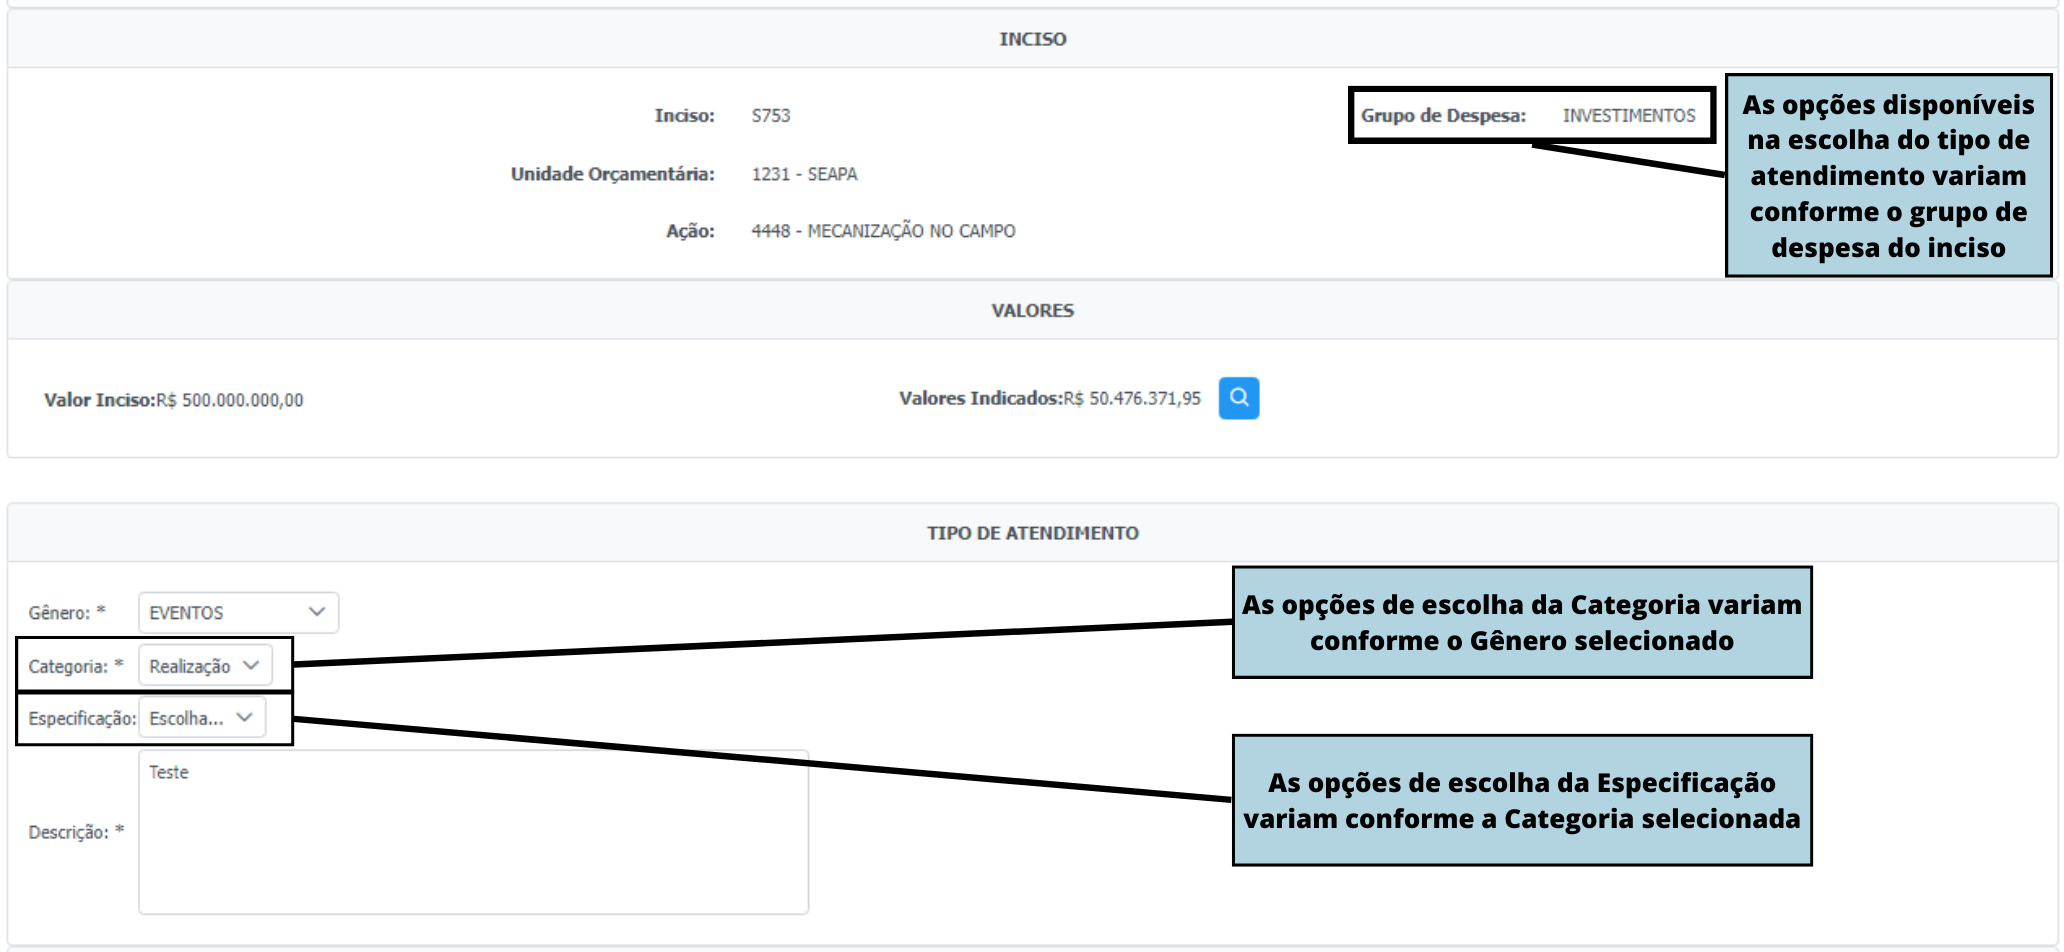 INCISO
Inciso: S753
Grupo de Despesa: INVESTIMENTOS
Unidade Orçamentária: 1231 - SEAPA
Ação: 4448 - MECANIZAÇÃO NO CAMPO
As opções disponíveis
na escolha do tipo de
atendimento variam
conforme o grupo de
despesa do inciso
VALORES
Valor Inciso:R$ 500.000.000,00
Valores Indicados:R$ 50.476.371,95
TIPO DE ATENDIMENTO
Gênero: * EVENTOS
Categoria: * Realização
Especificação: Escolha...
Descrição: * Teste
As opções de escolha da Categoria variam
conforme o Gênero selecionado
As opções de escolha da Especificação
variam conforme a Categoria selecionada